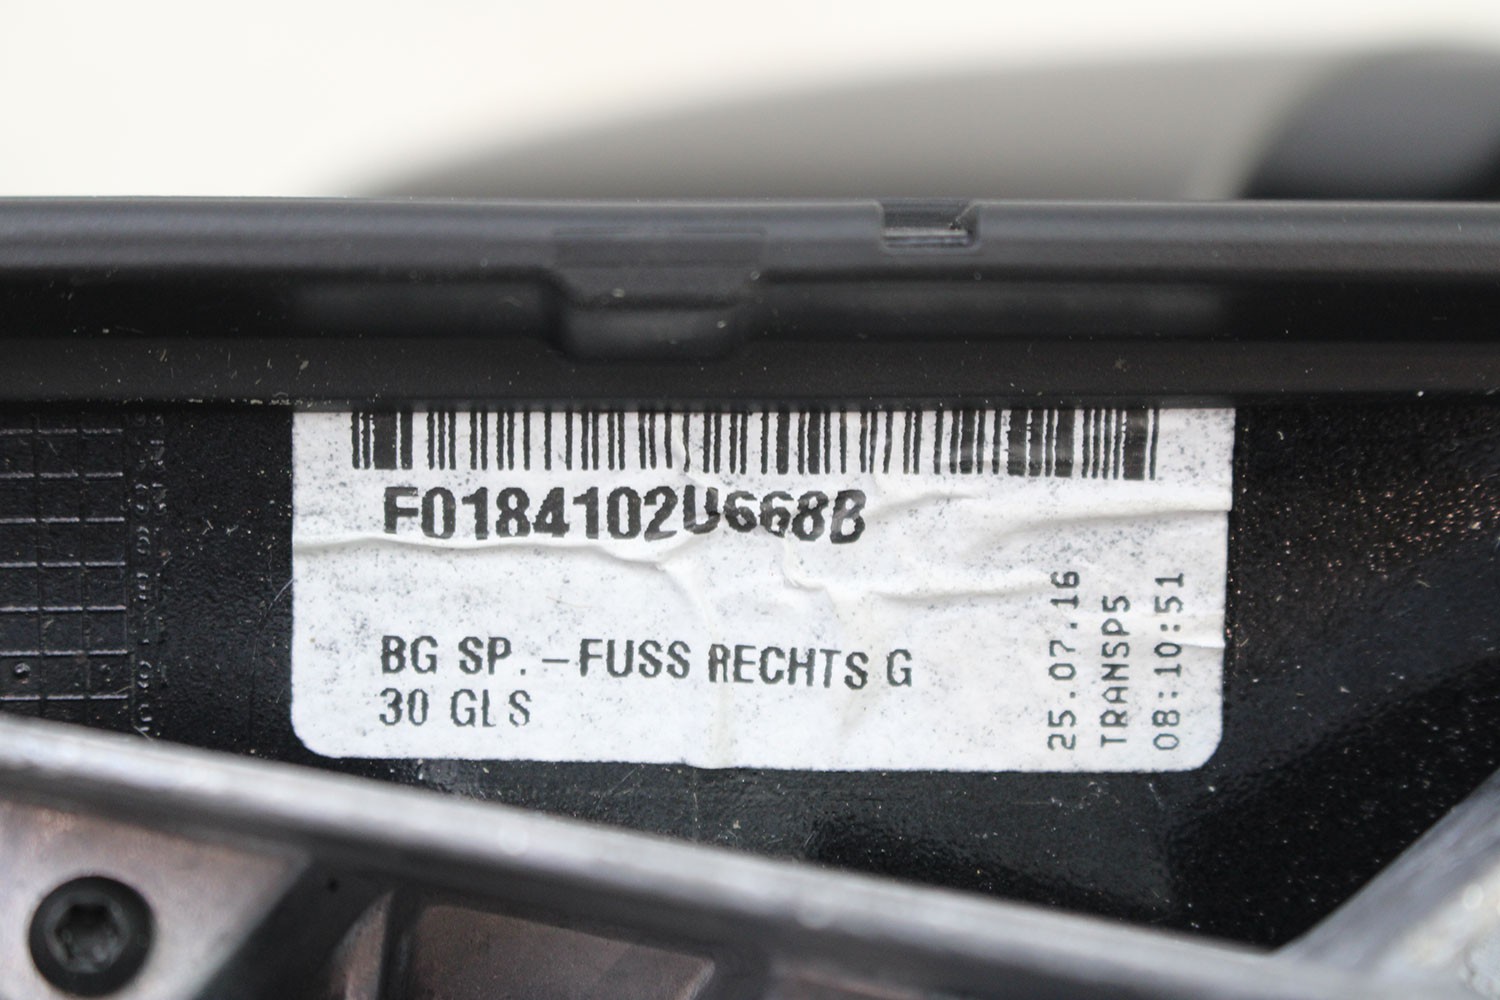 F0184102U668B
BG SP.-FUSS RECHTS G
30 GLS
25.07.16
TRANSP5
08:10:51